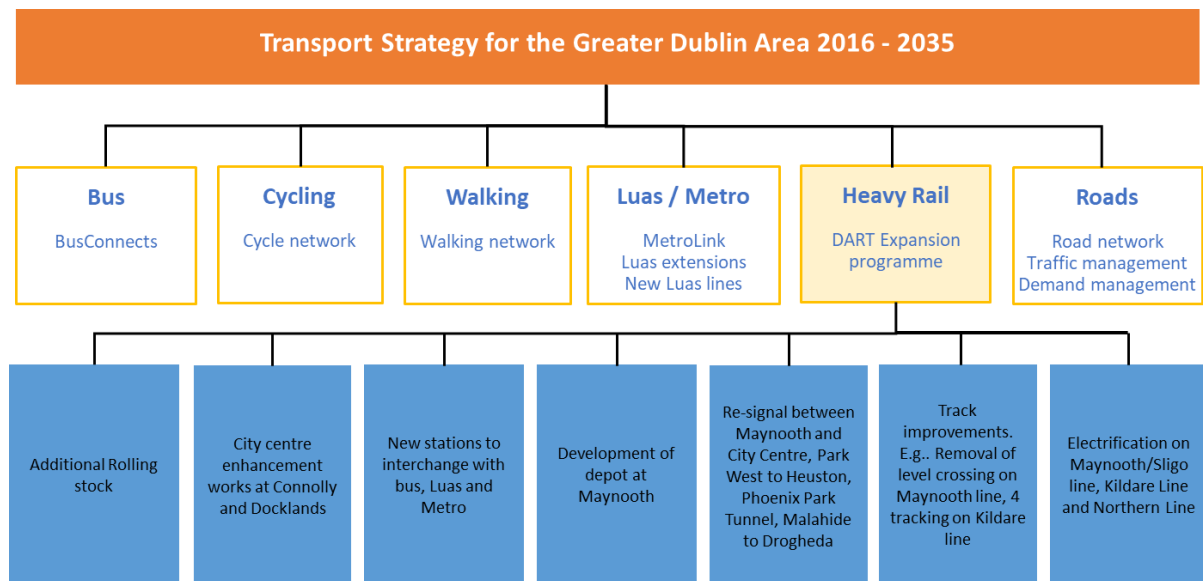 Transport Strategy for the Greater Dublin Area 2016 - 2035
Bus
BusConnects
Cycling
Cycle network
Walking
Walking network
Luas / Metro
MetroLink
Luas extensions
New Luas lines
Heavy Rail
DART Expansion
programme
Roads
Road network
Traffic management
Demand management
Additional Rolling
stock
City centre
enhancement
works at Connolly
and Docklands
New stations to
interchange with
bus, Luas and
Metro
Development of
depot at
Maynooth
Re-signal between
Maynooth and
City Centre, Park
West to Heuston,
Phoenix Park
Tunnel, Malahide
to Drogheda
Track
improvements.
E.g.. Removal of
level crossing on
Maynooth line, 4
tracking on Kildare
line
Electrification on
Maynooth/Sligo
line, Kildare Line
and Northern Line